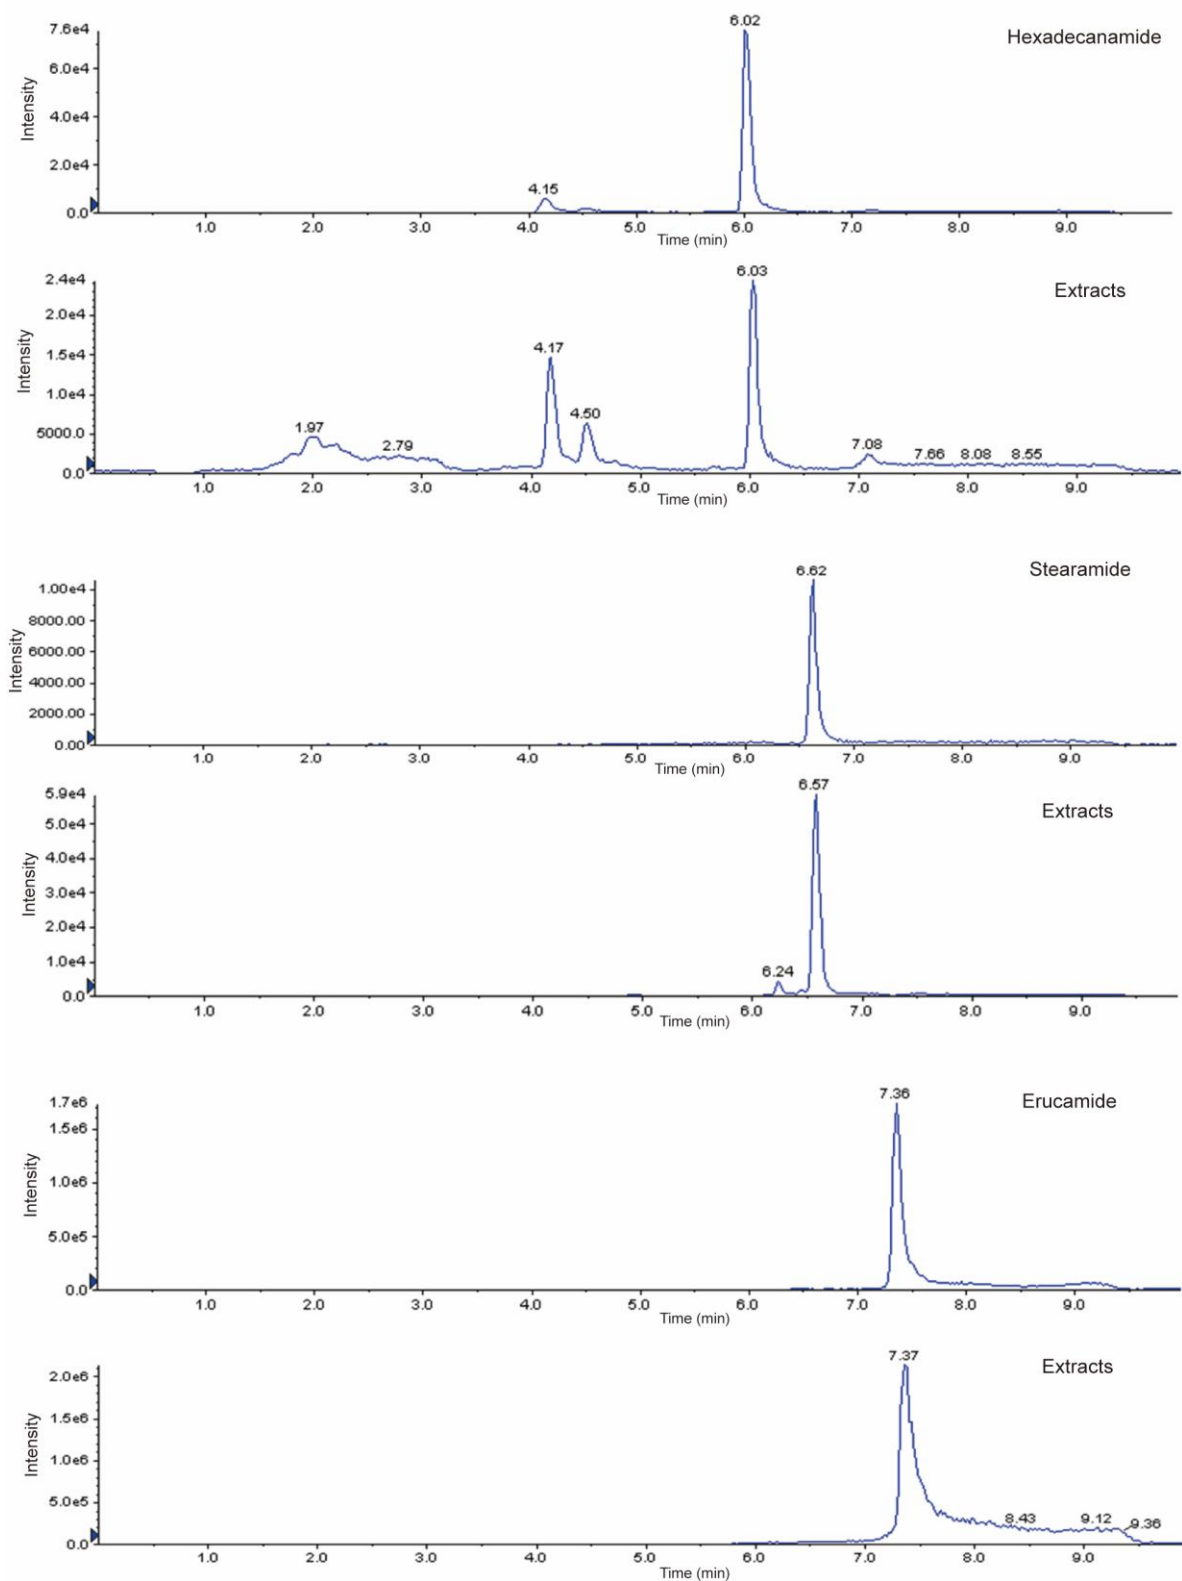 6.02
7.6e4
Hexadecanamide
6.0e4
Intensity
4.0e4
2.0e4
4.15
0.0
1.0 2.0 3.0 4.0 5.0 6.0 7.0 8.0 9.0
Time (min)
6.03
2.4e4
Extracts
2.0e4
Intensity
1.5e4
4.17
1.0e4
4.50
5000.0
1.97
2.79
7.08
7.66 8.08 8.55
0.0
1.0 2.0 3.0 4.0 5.0 6.0 7.0 8.0 9.0
Time (min)
6.62
Stearamide
1.00e4
8000.00
Intensity
6000.00
4000.00
2000.00
0.00
1.0 2.0 3.0 4.0 5.0 6.0 7.0 8.0 9.0
Time (min)
6.57
5.9e4
Extracts
5.0e4
4.0e4
Intensity
3.0e4
2.0e4
1.0e4
6.24
0.0
1.0 2.0 3.0 4.0 5.0 6.0 7.0 8.0 9.0
Time (min)
7.36
1.7e6
Erucamide
1.5e6
Intensity
1.0e6
5.0e5
0.0
1.0 2.0 3.0 4.0 5.0 6.0 7.0 8.0 9.0
Time (min)
7.37
Extracts
2.0e6
1.5e6
Intensity
1.0e6
5.0e5
8.43 9.12 9.36
0.0
1.0 2.0 3.0 4.0 5.0 6.0 7.0 8.0 9.0
Time (min)